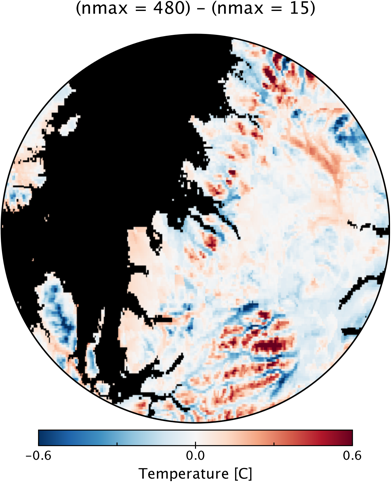 (nmax = 480) – (nmax = 15)
−0.6 0.0 0.6
Temperature [C]